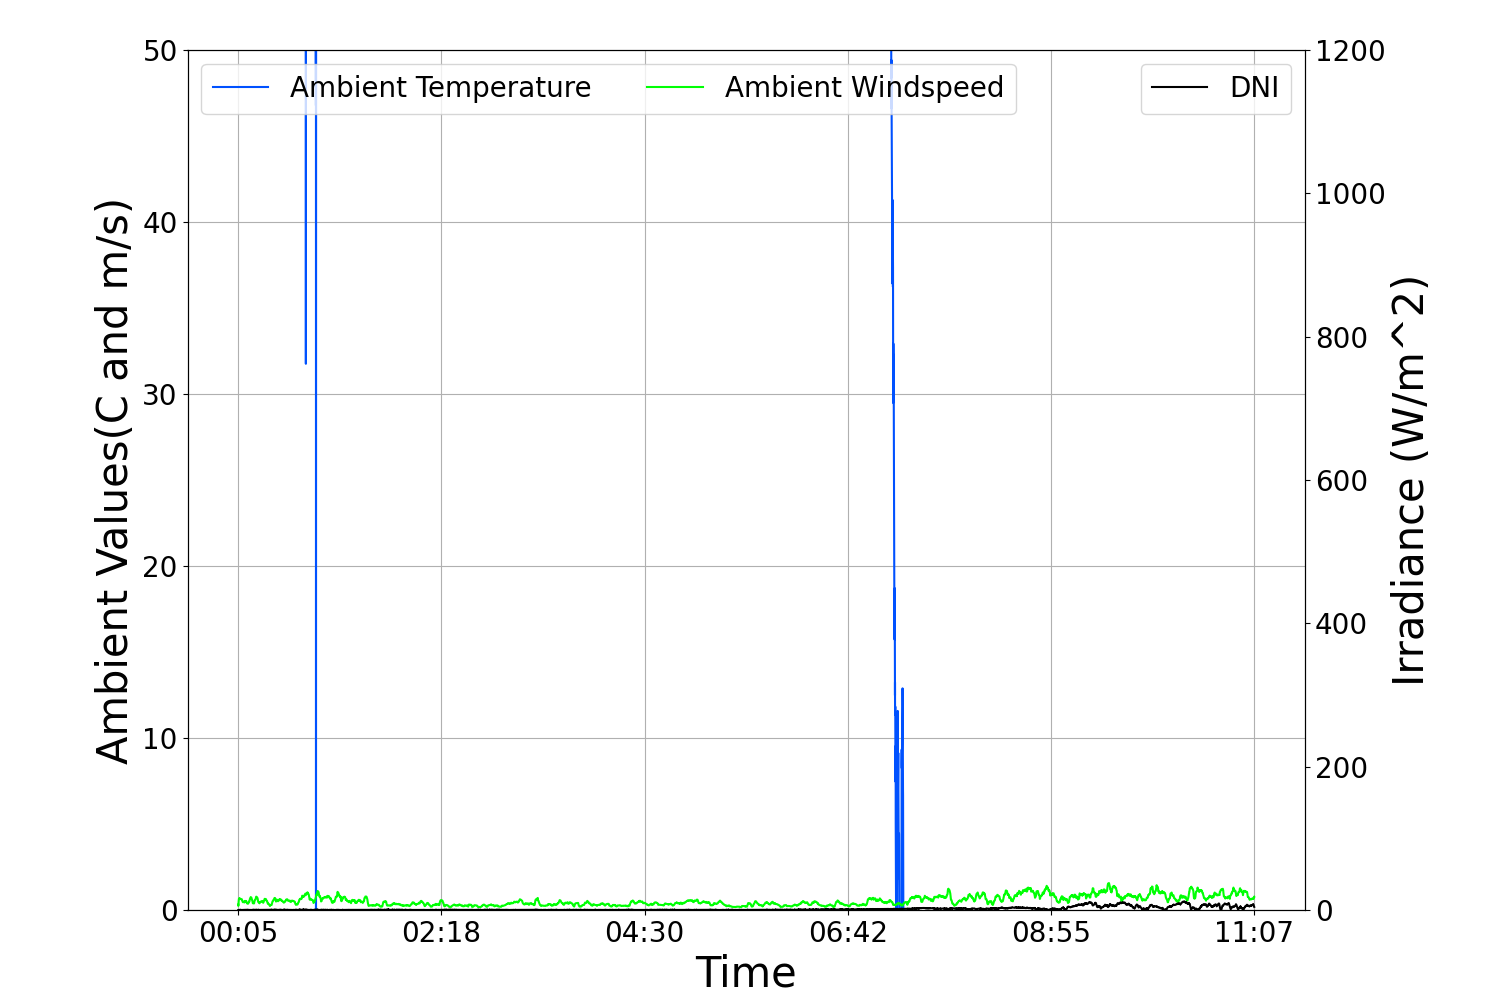 Ambient Temperature Ambient Windspeed DNI
Ambient Values(C and m/s)
50
40
30
20
10
0
1200
1000
800
600
400
200
0
Irradiance (W/m^2)
00:05 02:18 04:30 06:42 08:55 11:07
Time